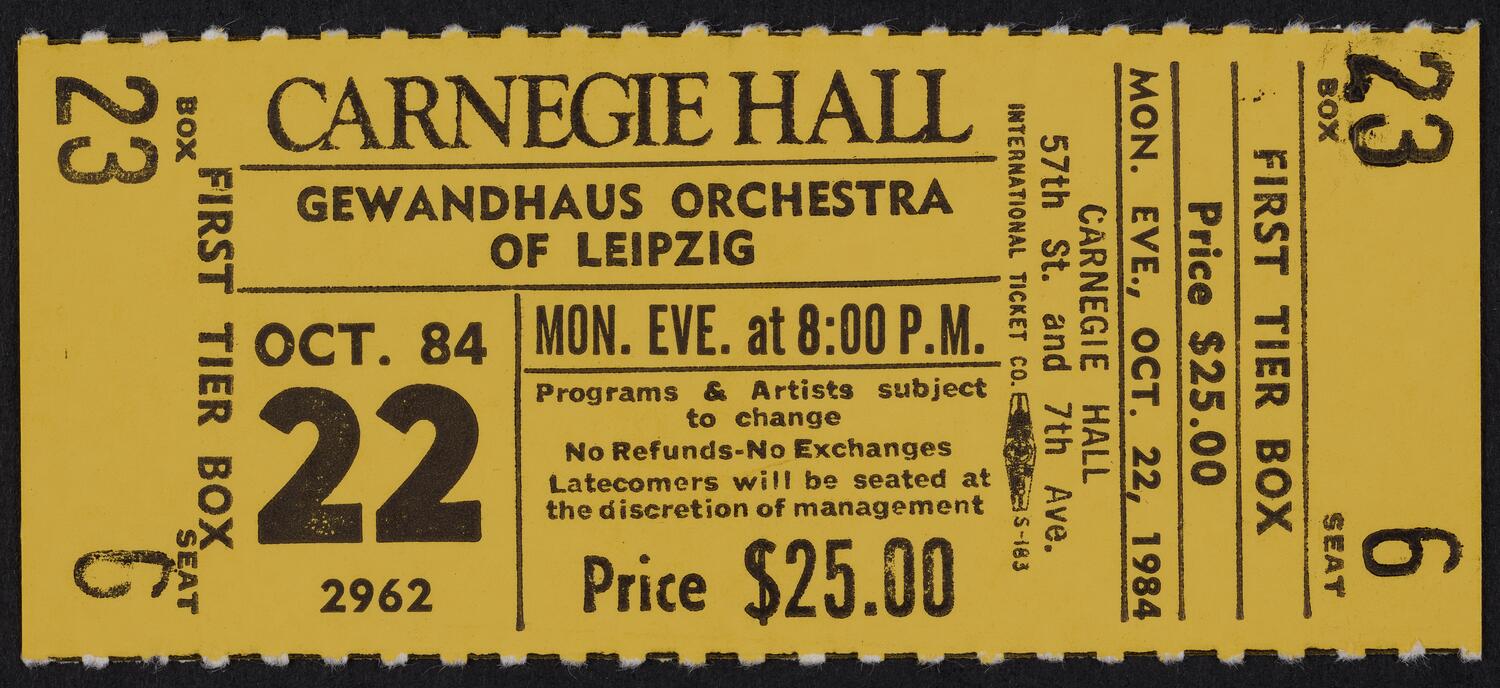 BOX
23
FIRST TIER BOX
SEAT
6
CARNEGIE HALL
GEWANDHAUS ORCHESTRA
OF LEIPZIG
OCT. 84
22
2962
MON. EVE. at 8:00 P.M.
Programs & Artists subject
to change
No Refunds-No Exchanges
Latecomers will be seated at
the discretion of management
Price $25.00
INTERNATIONAL TICKET CO. S-183
57th St. and 7th Ave.
CARNEGIE HALL
MON. EVE., OCT. 22, 1984
Price $25.00
FIRST TIER BOX
BOX
23
SEAT
6